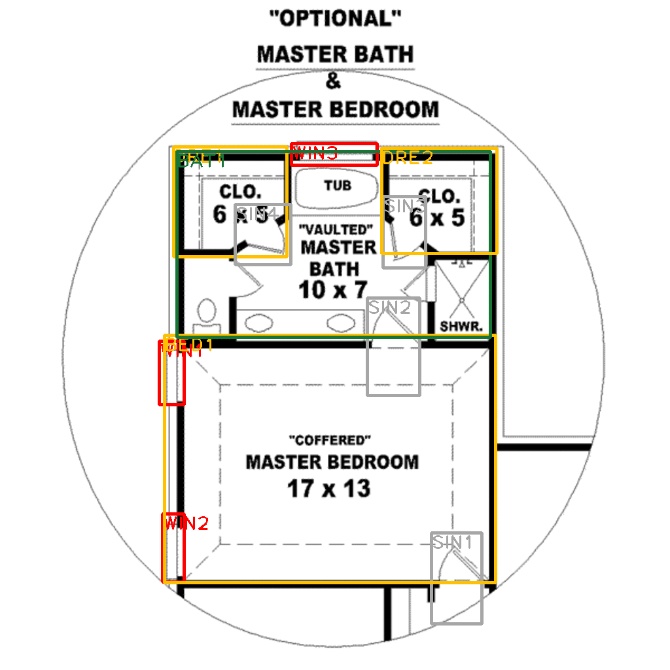 "OPTIONAL"
MASTER BATH
&
MASTER BEDROOM
WIN3
DRE2
BAT1
CLO.
6 x 5
TUB
CLO.
6 x 5
SIN4
SIN3
"VAULTED"
MASTER
BATH
10 x 7
SIN2
SHWR.
BED1
WIN1
"COFFERED"
MASTER BEDROOM
17 x 13
WIN2
SIN1